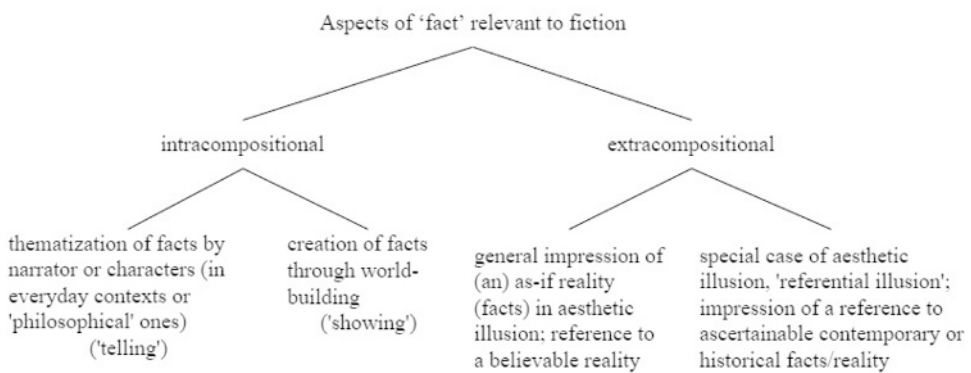 Aspects of ‘fact’ relevant to fiction
intracompositional
extracompositional
thematization of facts by
narrator or characters (in
everyday contexts or
'philosophical' ones)
('telling')
creation of facts
through world-
building
('showing')
general impression of
(an) as-if reality
(facts) in aesthetic
illusion; reference to
a believable reality
special case of aesthetic
illusion, 'referential illusion';
impression of a reference to
ascertainable contemporary or
historical facts/reality